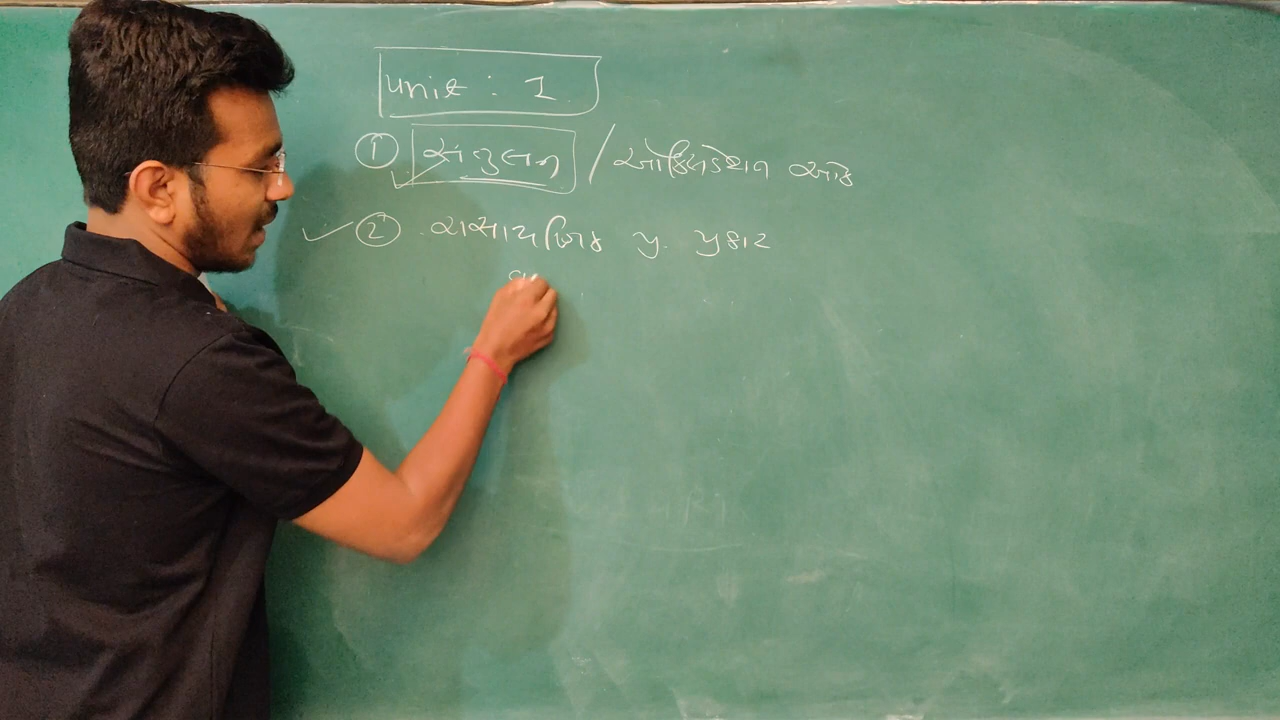 unit : 1
① સંતુલન / ઓક્સિડેશન આંક
② રાસાયણિક પ્ર. પ્રકાર